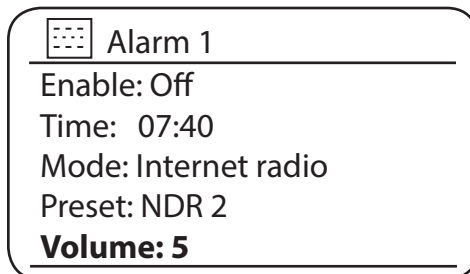 Alarm 1
Enable: Off
Time: 07:40
Mode: Internet radio
Preset: NDR 2
Volume: 5